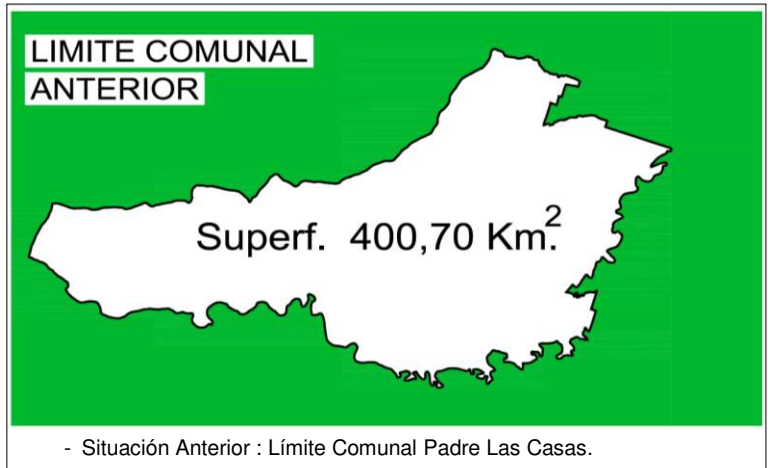 LIMITE COMUNAL
ANTERIOR
Superf. 400,70 Km.²
- Situación Anterior : Límite Comunal Padre Las Casas.